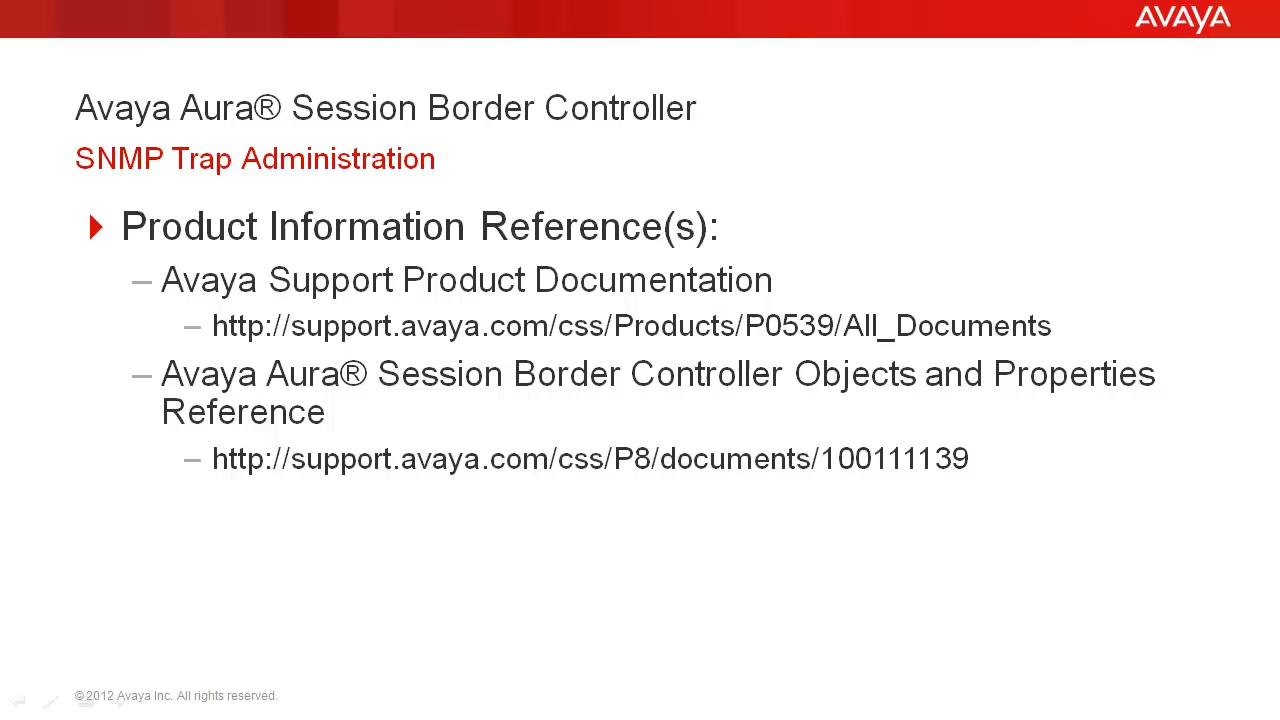 AVAYA
Avaya Aura® Session Border Controller
SNMP Trap Administration
Product Information Reference(s):
– Avaya Support Product Documentation
– http://support.avaya.com/css/Products/P0539/All_Documents
– Avaya Aura® Session Border Controller Objects and Properties
Reference
– http://support.avaya.com/css/P8/documents/100111139
©2012 Avaya Inc. All rights reserved.